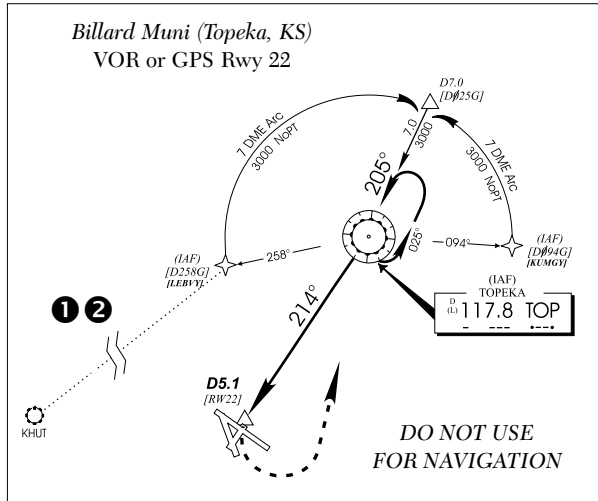 Billard Muni (Topeka, KS)
VOR or GPS Rwy 22
D7.0
[DØ25G]
7 DME Arc
3000 NoPT
7.0
3000
7 DME Arc
3000 NoPT
205°
025°
(IAF)
[D258G]
[LEBVY]
258°
094°
(IAF)
[DØ94G]
[KUMGY]
(IAF)
TOPEKA
D
(L) 117.8 TOP
❶ ❷
214°
D5.1
[RW22]
KHUT
DO NOT USE
FOR NAVIGATION